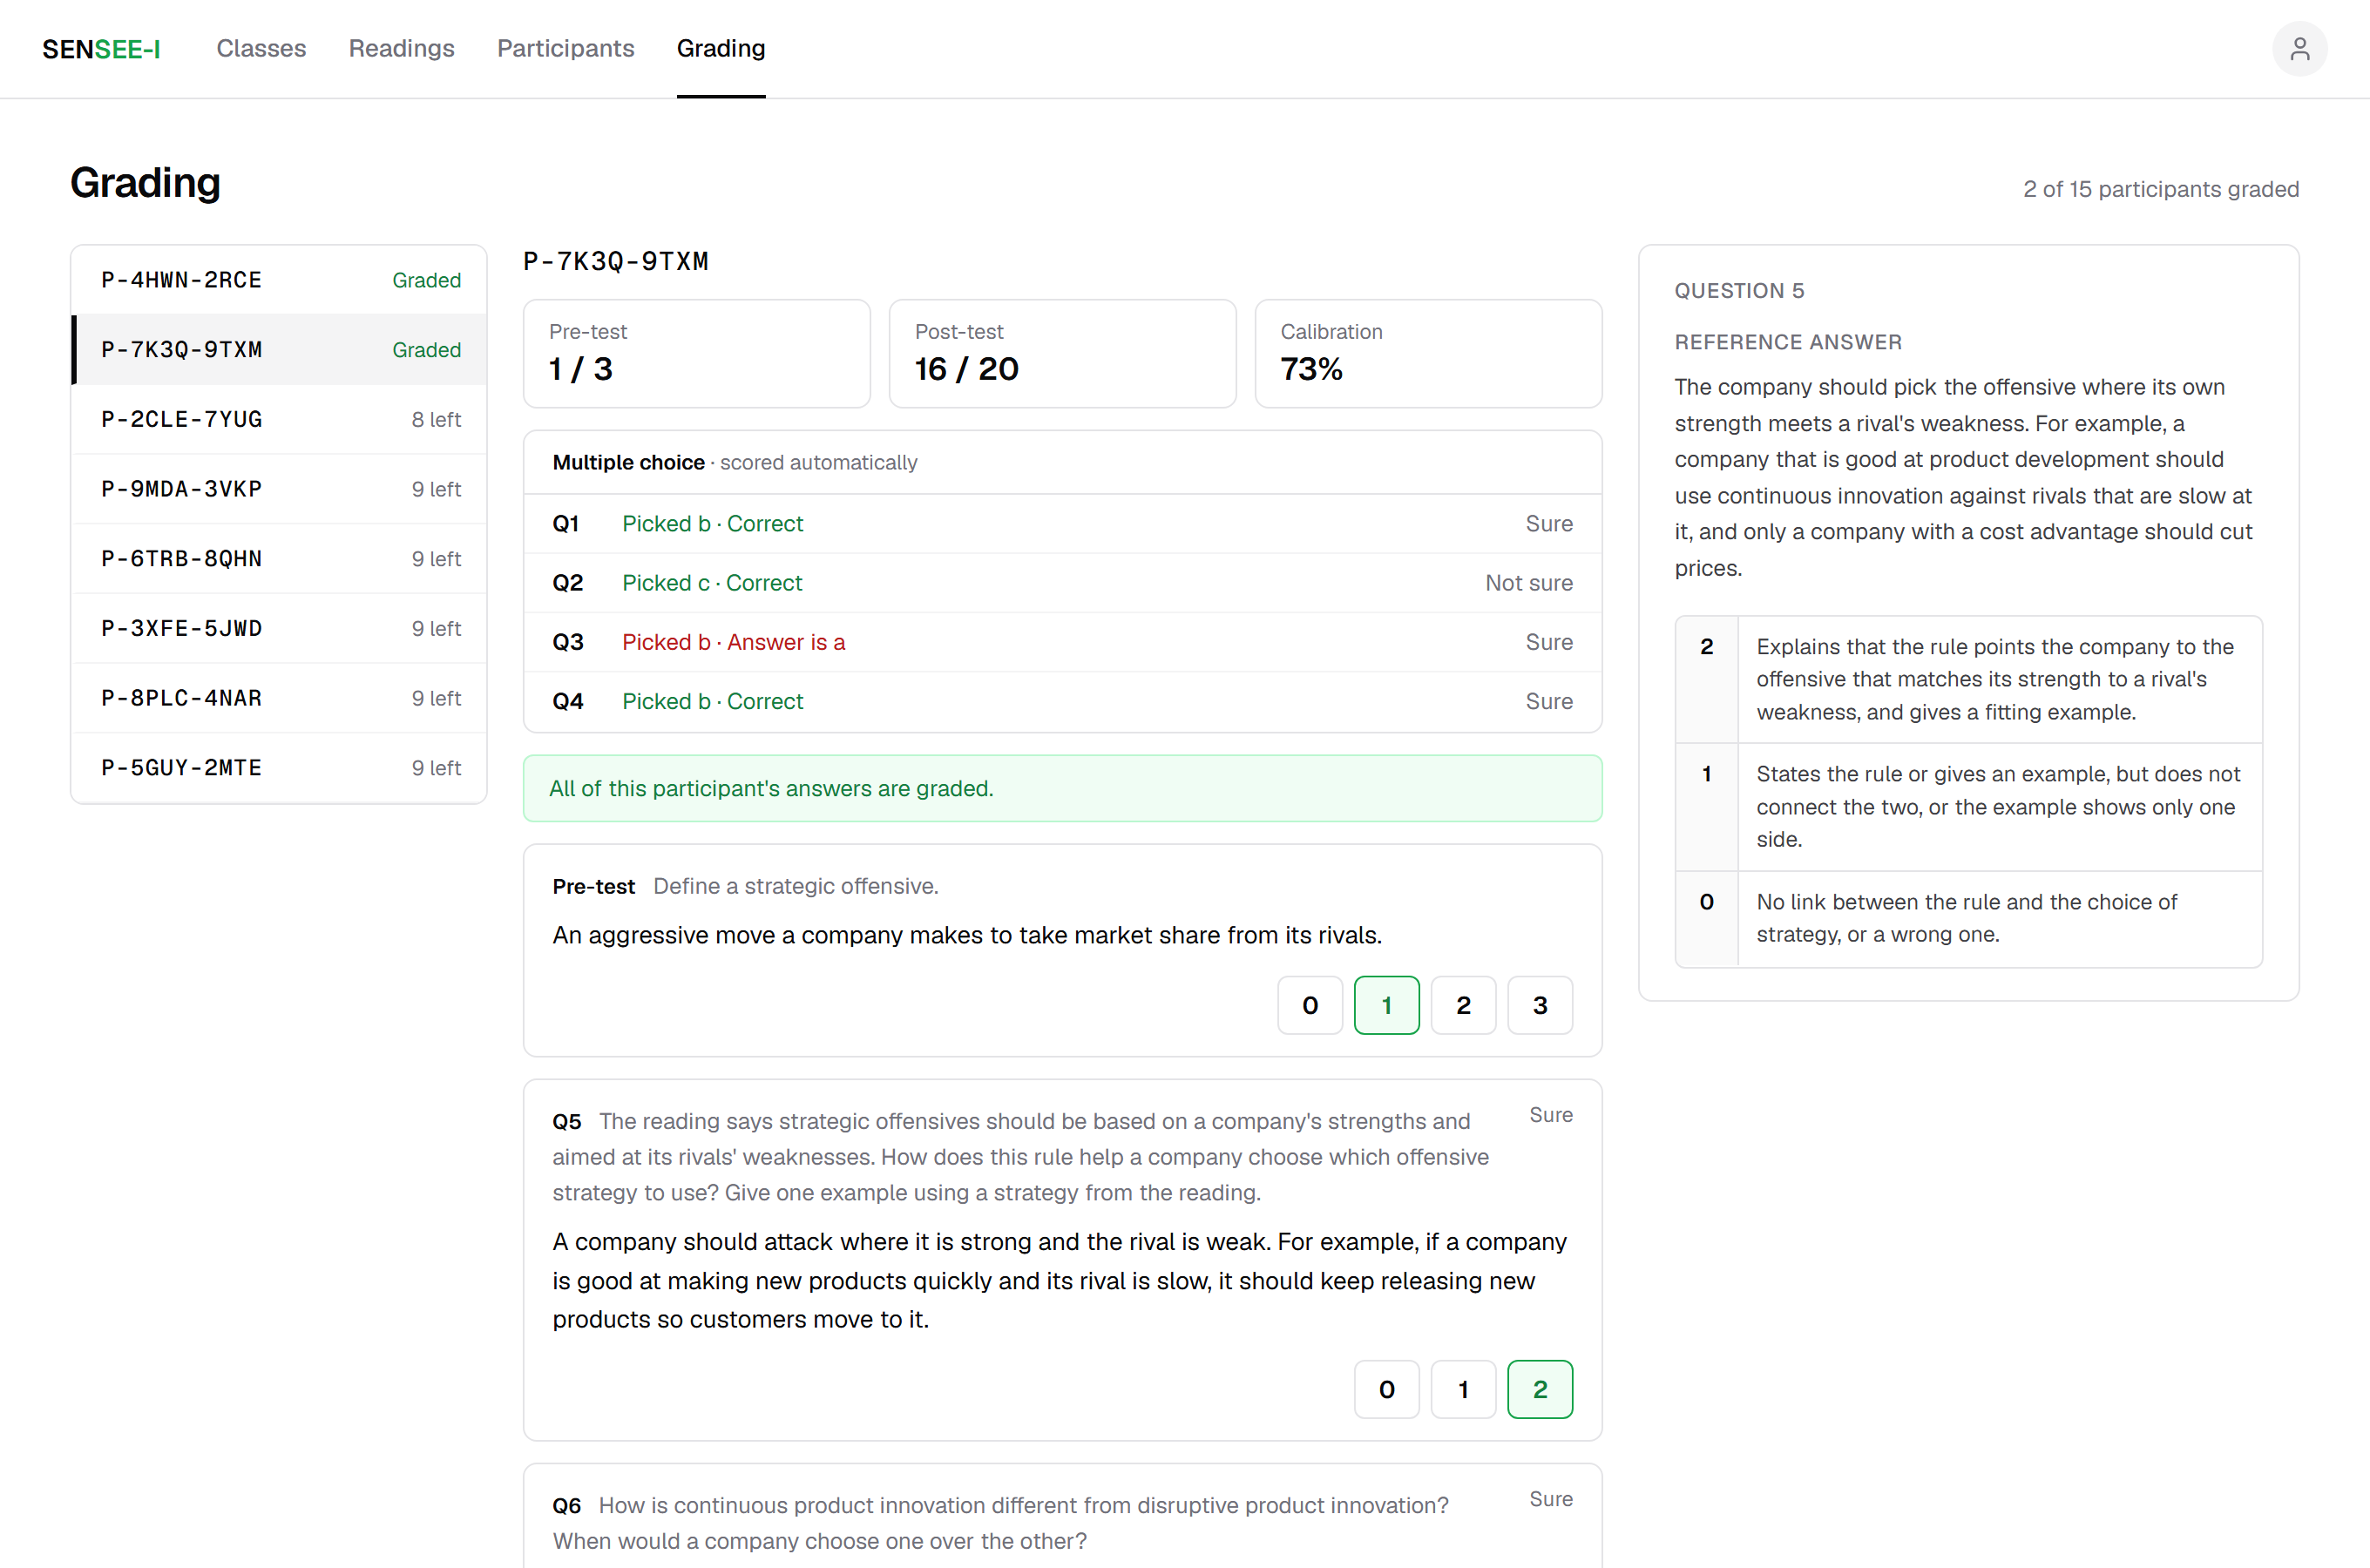 SENSEE-I Classes Readings Participants Grading
Grading
2 of 15 participants graded
P-4HWN-2RCE Graded
P-7K3Q-9TXM Graded
P-2CLE-7YUG 8 left
P-9MDA-3VKP 9 left
P-6TRB-8QHN 9 left
P-3XFE-5JWD 9 left
P-8PLC-4NAR 9 left
P-5GUY-2MTE 9 left
P-7K3Q-9TXM
Pre-test
1 / 3
Post-test
16 / 20
Calibration
73%
Multiple choice · scored automatically
Q1 Picked b · Correct Sure
Q2 Picked c · Correct Not sure
Q3 Picked b · Answer is a Sure
Q4 Picked b · Correct Sure
All of this participant's answers are graded.
Pre-test Define a strategic offensive.
An aggressive move a company makes to take market share from its rivals.
0 1 2 3
Q5 The reading says strategic offensives should be based on a company's strengths and Sure
aimed at its rivals' weaknesses. How does this rule help a company choose which offensive
strategy to use? Give one example using a strategy from the reading.
A company should attack where it is strong and the rival is weak. For example, if a company
is good at making new products quickly and its rival is slow, it should keep releasing new
products so customers move to it.
0 1 2
Q6 How is continuous product innovation different from disruptive product innovation? Sure
When would a company choose one over the other?
QUESTION 5
REFERENCE ANSWER
The company should pick the offensive where its own
strength meets a rival's weakness. For example, a
company that is good at product development should
use continuous innovation against rivals that are slow at
it, and only a company with a cost advantage should cut
prices.
2 Explains that the rule points the company to the
offensive that matches its strength to a rival's
weakness, and gives a fitting example.
1 States the rule or gives an example, but does not
connect the two, or the example shows only one
side.
0 No link between the rule and the choice of
strategy, or a wrong one.